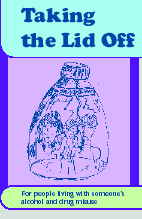 Taking
the Lid Off
For people living with someone's
alcohol and drug misuse